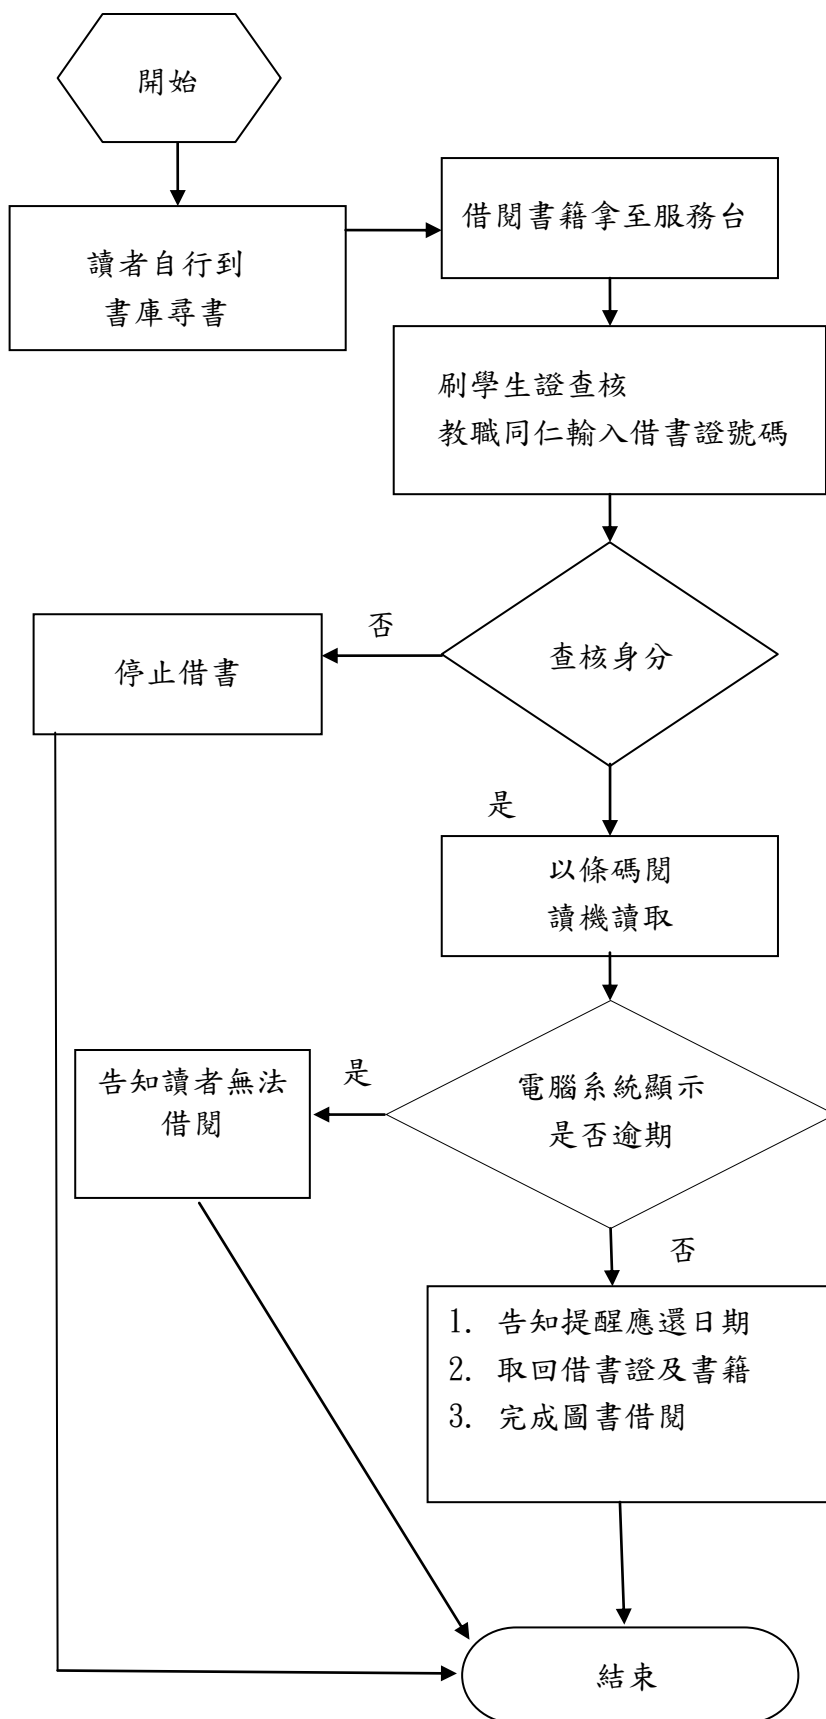 開始
讀者自行到
書庫尋書
借閱書籍拿至服務台
刷學生證查核
教職同仁輸入借書證號碼
查核身分
否
停止借書
是
以條碼閱
讀機讀取
電腦系統顯示
是否逾期
是
告知讀者無法
借閱
否
1. 告知提醒應還日期
2. 取回借書證及書籍
3. 完成圖書借閱
結束